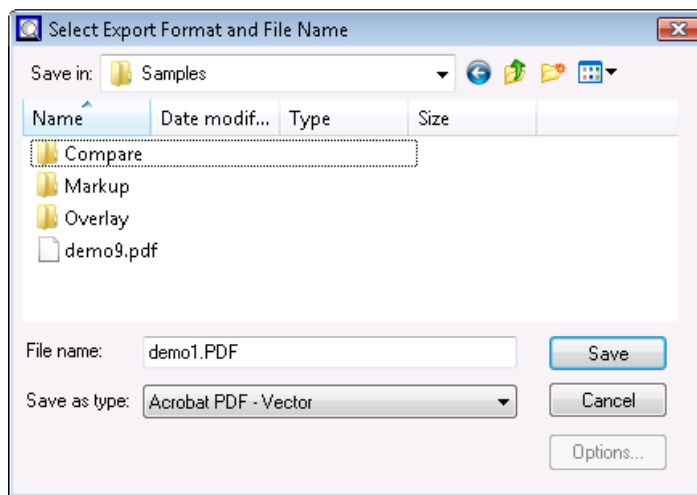 Select Export Format and File Name
Save in: Samples
Name Date modif... Type Size
Compare
Markup
Overlay
demo9.pdf
File name: demo1.PDF Save
Save as type: Acrobat PDF - Vector Cancel
Options...